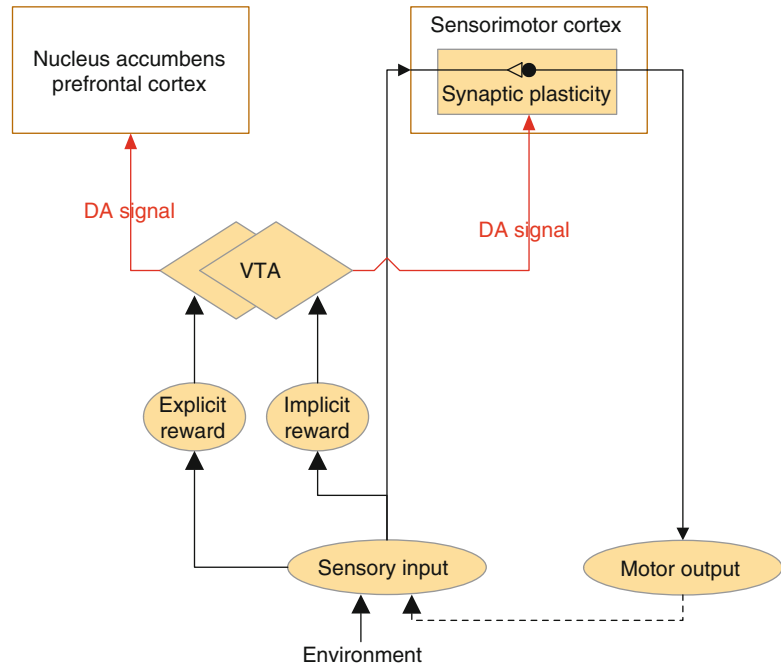 Nucleus accumbens
prefrontal cortex
Sensorimotor cortex
Synaptic plasticity
DA signal
DA signal
VTA
Explicit
reward
Implicit
reward
Sensory input
Motor output
Environment